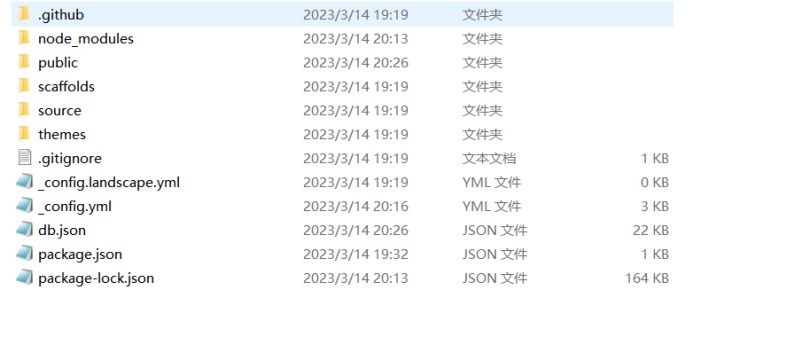 .github 2023/3/14 19:19 文件夹
node_modules 2023/3/14 20:13 文件夹
public 2023/3/14 20:26 文件夹
scaffolds 2023/3/14 19:19 文件夹
source 2023/3/14 19:19 文件夹
themes 2023/3/14 19:19 文件夹
.gitignore 2023/3/14 19:19 文本文档 1 KB
_config.landscape.yml 2023/3/14 19:19 YML 文件 0 KB
_config.yml 2023/3/14 20:16 YML 文件 3 KB
db.json 2023/3/14 20:26 JSON 文件 22 KB
package.json 2023/3/14 19:32 JSON 文件 1 KB
package-lock.json 2023/3/14 20:13 JSON 文件 164 KB